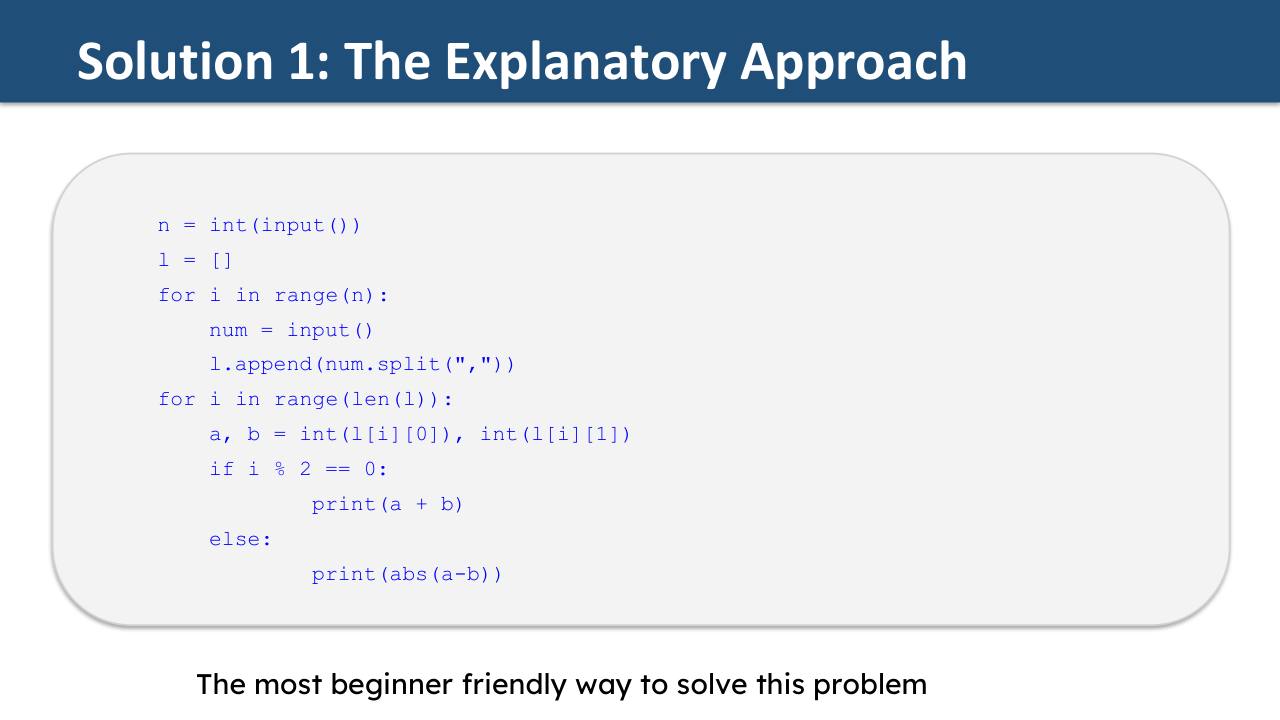 Solution 1: The Explanatory Approach
n = int(input())
l = []
for i in range(n):
    num = input()
    l.append(num.split(","))
for i in range(len(l)):
    a, b = int(l[i][0]), int(l[i][1])
    if i % 2 == 0:
            print(a + b)
    else:
            print(abs(a-b))
The most beginner friendly way to solve this problem